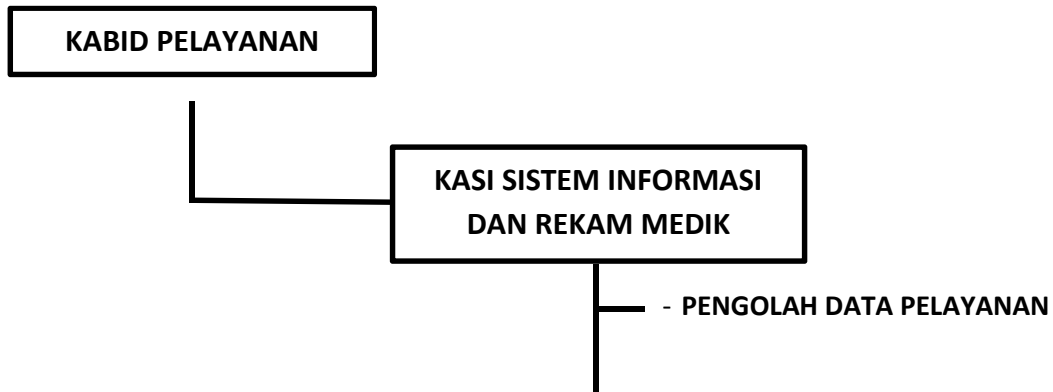 KABID PELAYANAN
KASI SISTEM INFORMASI
DAN REKAM MEDIK
- PENGOLAH DATA PELAYANAN